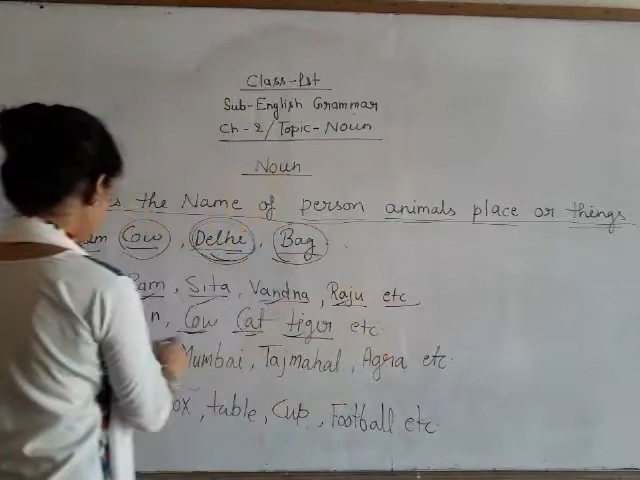 Class-1st
Sub-English Grammar
Ch-2/Topic-Noun
Noun
the Name of person animals place or things
Cow, Delhi, Bag
Ram, Sita, Vandna, Raju etc
Cow Cat tiger etc
Mumbai, Tajmahal, Agra etc.
table, Cup, Football etc.